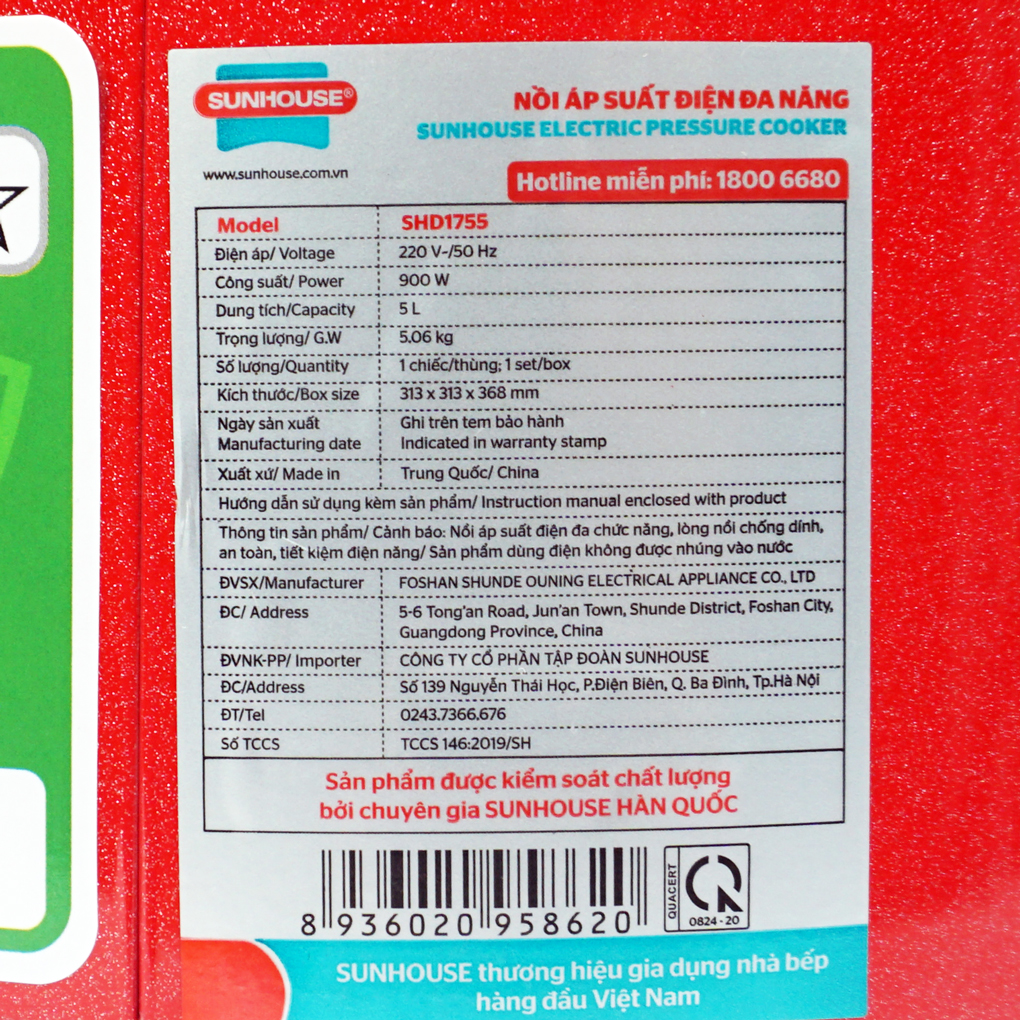 SUNHOUSE®
www.sunhouse.com.vn
NỒI ÁP SUẤT ĐIỆN ĐA NĂNG
SUNHOUSE ELECTRIC PRESSURE COOKER
Hotline miễn phí: 1800 6680
Model SHD1755
Điện áp/ Voltage 220 V~/50 Hz
Công suất/ Power 900 W
Dung tích/Capacity 5 L
Trọng lượng/ G.W 5.06 kg
Số lượng/Quantity 1 chiếc/thùng; 1 set/box
Kích thước/Box size 313 x 313 x 368 mm
Ngày sản xuất Ghi trên tem bảo hành
Manufacturing date Indicated in warranty stamp
Xuất xứ/ Made in Trung Quốc/ China
Hướng dẫn sử dụng kèm sản phẩm/ Instruction manual enclosed with product
Thông tin sản phẩm/ Cảnh báo: Nồi áp suất điện đa chức năng, lòng nồi chống dính,
an toàn, tiết kiệm điện năng/ Sản phẩm dùng điện không được nhúng vào nước
ĐVSX/Manufacturer FOSHAN SHUNDE OUNING ELECTRICAL APPLIANCE CO., LTD
ĐC/ Address 5-6 Tong'an Road, Jun'an Town, Shunde District, Foshan City,
Guangdong Province, China
ĐVNK-PP/ Importer CÔNG TY CỔ PHẦN TẬP ĐOÀN SUNHOUSE
ĐC/Address Số 139 Nguyễn Thái Học, P.Điện Biên, Q. Ba Đình, Tp.Hà Nội
ĐT/Tel 0243.7366.676
Số TCCS TCCS 146:2019/SH
Sản phẩm được kiểm soát chất lượng
bởi chuyên gia SUNHOUSE HÀN QUỐC
8 936020 958620
QUACERT
0824 - 20
SUNHOUSE thương hiệu gia dụng nhà bếp
hàng đầu Việt Nam